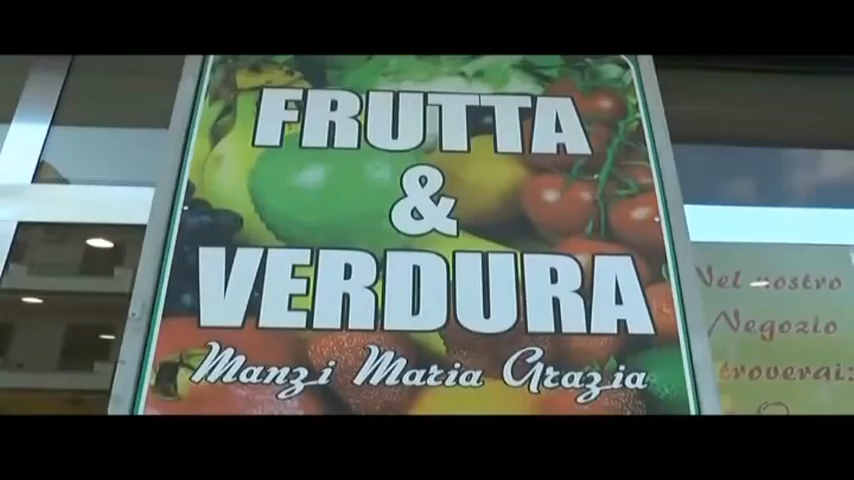 FRUTTA
&
VERDURA
Manzi Maria Grazia
Nel nostro
Negozio
troverai: